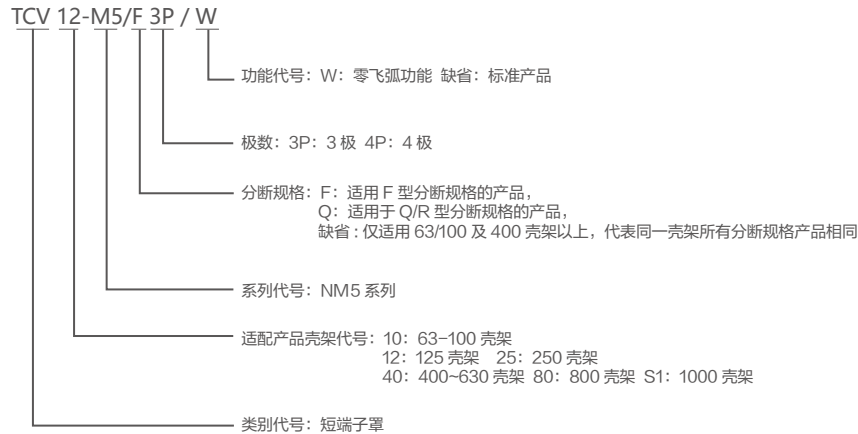 TCV 12-M5/F 3P / W
功能代号：W：零飞弧功能 缺省：标准产品
极数：3P：3 极 4P：4 极
分断规格：F：适用 F 型分断规格的产品，
Q：适用于 Q/R 型分断规格的产品，
缺省 : 仅适用 63/100 及 400 壳架以上，代表同一壳架所有分断规格产品相同
系列代号：NM5 系列
适配产品壳架代号：10：63-100 壳架
12：125 壳架 25：250 壳架
40：400~630 壳架 80：800 壳架 S1：1000 壳架
类别代号：短端子罩